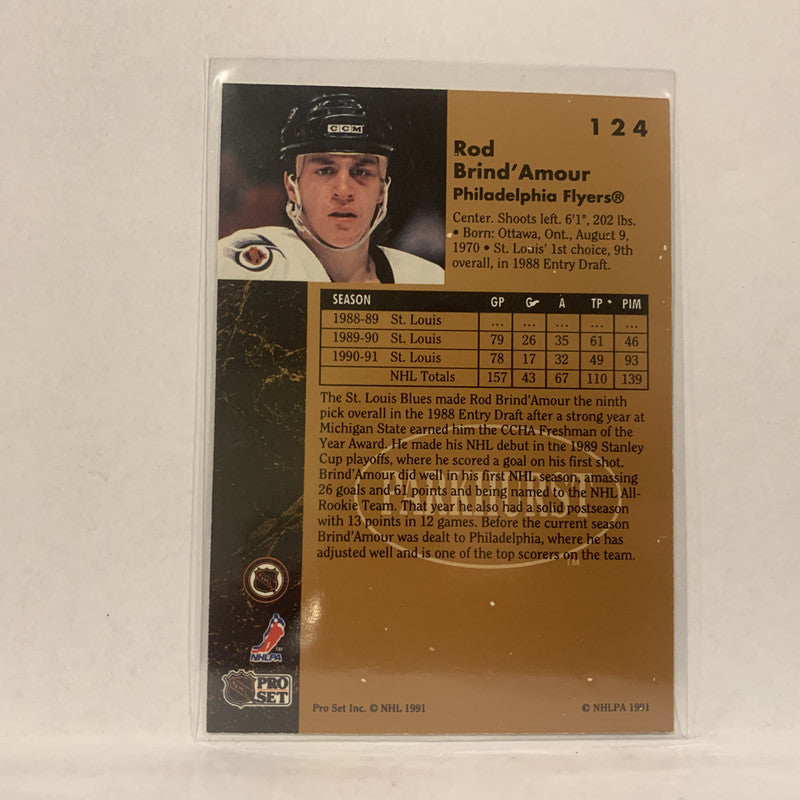 124
CCM
Rod
Brind'Amour
Philadelphia Flyers®
Center. Shoots left. 6'1", 202 lbs.
• Born: Ottawa, Ont., August 9,
1970 • St. Louis' 1st choice, 9th
overall, in 1988 Entry Draft.
SEASON GP G A TP PIM
1988-89 St. Louis ... ... ... ... ...
1989-90 St. Louis 79 26 35 61 46
1990-91 St. Louis 78 17 32 49 93
NHL Totals 157 43 67 110 139
The St. Louis Blues made Rod Brind'Amour the ninth
pick overall in the 1988 Entry Draft after a strong year at
Michigan State earned him the CCHA Freshman of the
Year Award. He made his NHL debut in the 1989 Stanley
Cup playoffs, where he scored a goal on his first shot.
Brind'Amour did well in his first NHL season, amassing
26 goals and 61 points and being named to the NHL All-
Rookie Team. That year he also had a solid postseason
with 13 points in 12 games. Before the current season
Brind'Amour was dealt to Philadelphia, where he has
adjusted well and is one of the top scorers on the team.
PARKHURST
TM
NHL
NHLPA TM
PRO
SET
Pro Set Inc. © NHL 1991
© NHLPA 1991